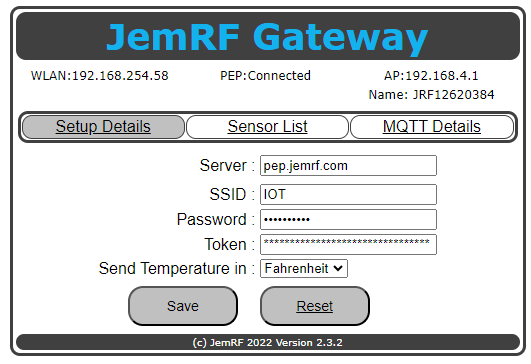 JemRF Gateway
WLAN:192.168.254.58 PEP:Connected AP:192.168.4.1
Name: JRF12620384
Setup Details Sensor List MQTT Details
Server : pep.jemrf.com
SSID : IOT
Password : ••••••••••
Token : ********************************
Send Temperature in : Fahrenheit
Save Reset
(c) JemRF 2022 Version 2.3.2